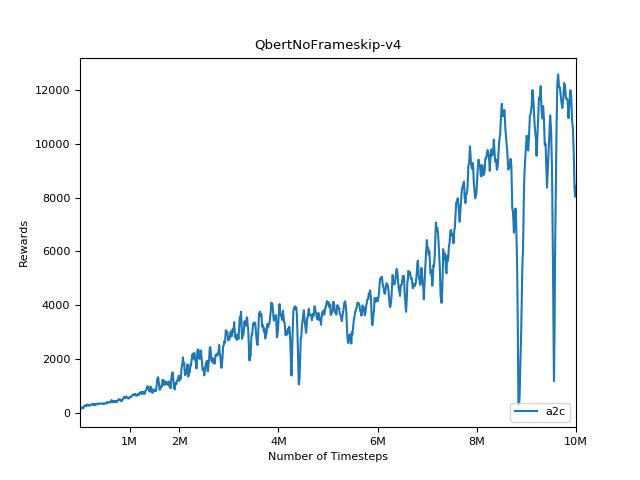 QbertNoFrameskip-v4
12000
10000
8000
6000
4000
2000
0
Rewards
a2c
1M
2M
4M
6M
8M
10M
Number of Timesteps